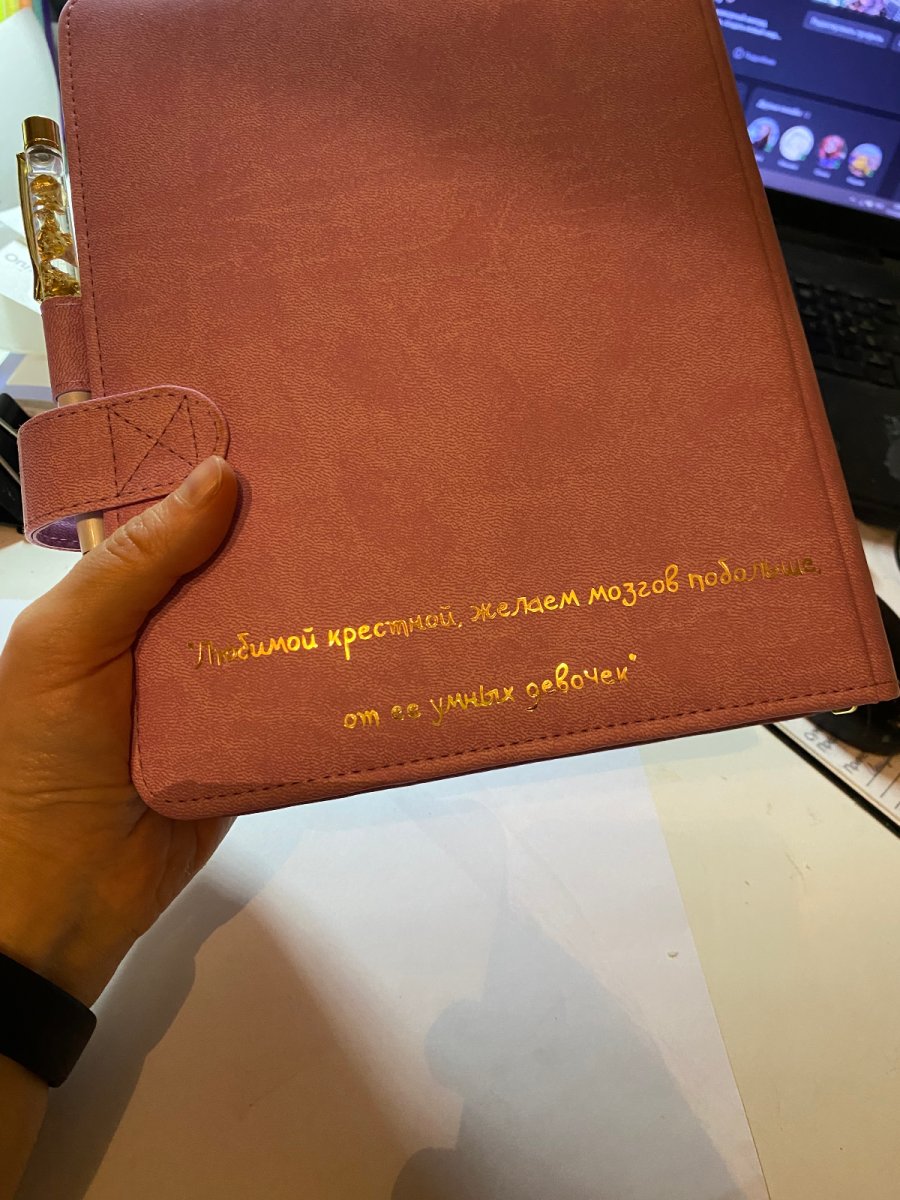 "Любимой крестной, желаем мозгов побольше,
от ее умных девочек"